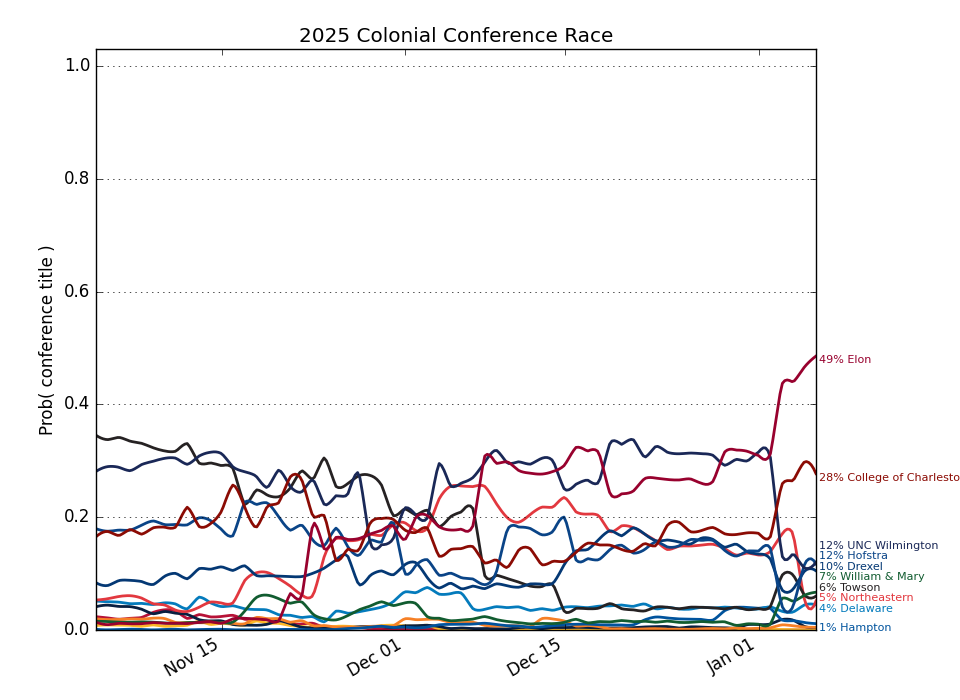 2025 Colonial Conference Race
Prob( conference title )
1.0
0.8
0.6
0.4
0.2
0.0
Nov 15
Dec 01
Dec 15
Jan 01
49% Elon
28% College of Charlesto
12% UNC Wilmington
12% Hofstra
10% Drexel
7% William & Mary
6% Towson
5% Northeastern
4% Delaware
1% Hampton